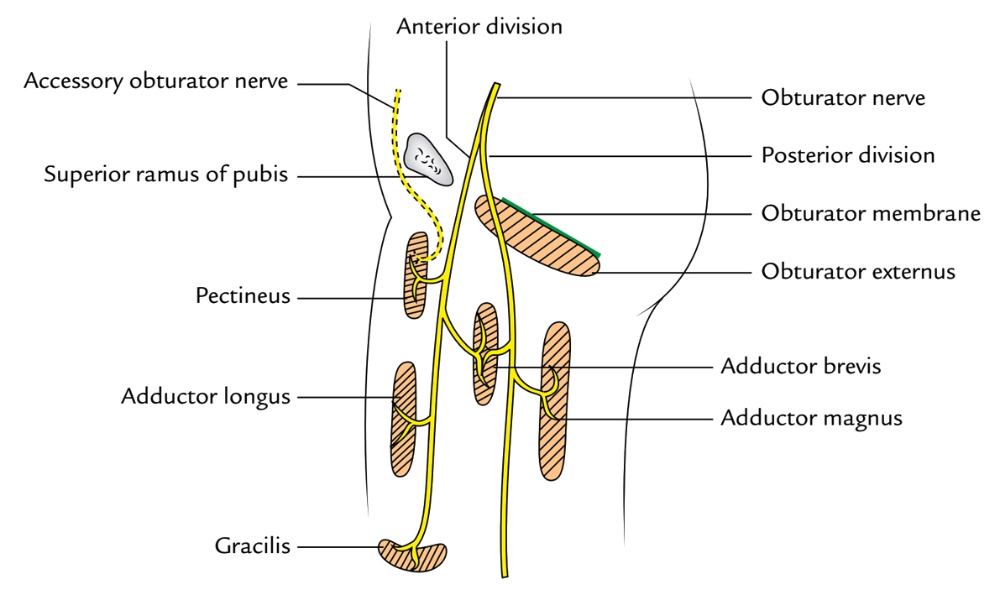 Anterior division
Accessory obturator nerve
Obturator nerve
Posterior division
Superior ramus of pubis
Obturator membrane
Obturator externus
Pectineus
Adductor brevis
Adductor longus
Adductor magnus
Gracilis